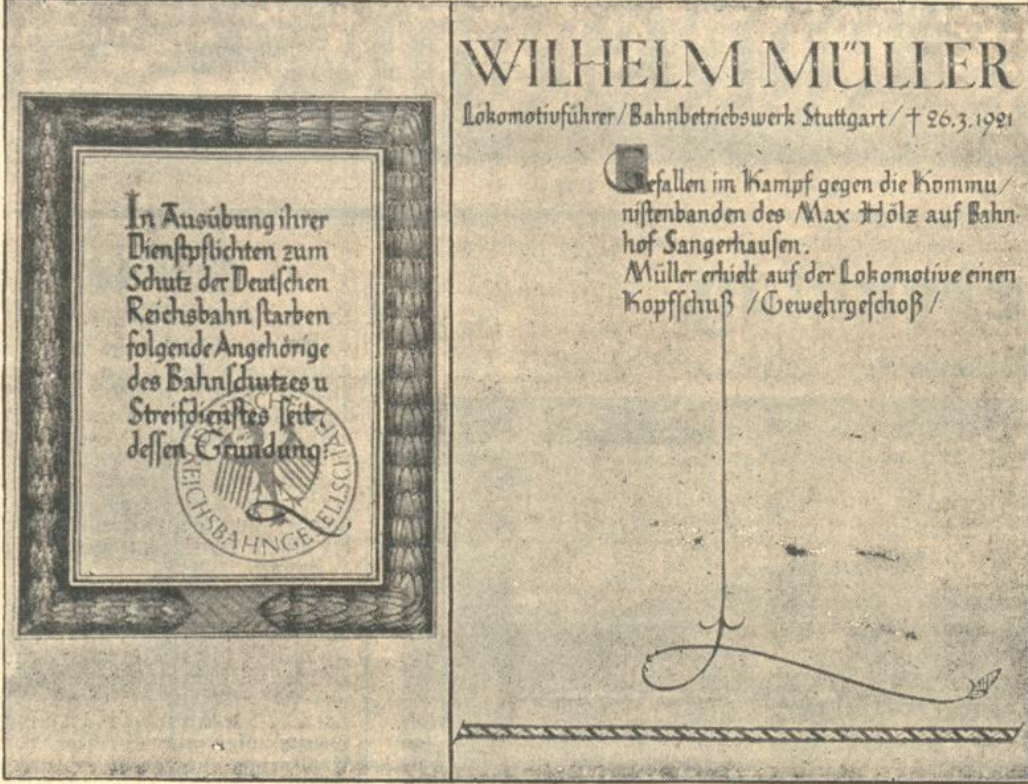 In Ausübung ihrer
Dienstpflichten zum
Schutz der Deutschen
Reichsbahn starben
folgende Angehörige
des Bahnschutzes u
Streifdienstes seit
dessen Gründung:
REICHSBAHNGESELLSCHAFT
WILHELM MÜLLER
Lokomotivführer/Bahnbetriebswerk Stuttgart/ † 26.3.1921
Gefallen im Kampf gegen die Kommu/
nistenbanden des Max Hölz auf Bahn-
hof Sangerhausen.
Müller erhielt auf der Lokomotive einen
Kopfschuß /Gewehrgeschoß/